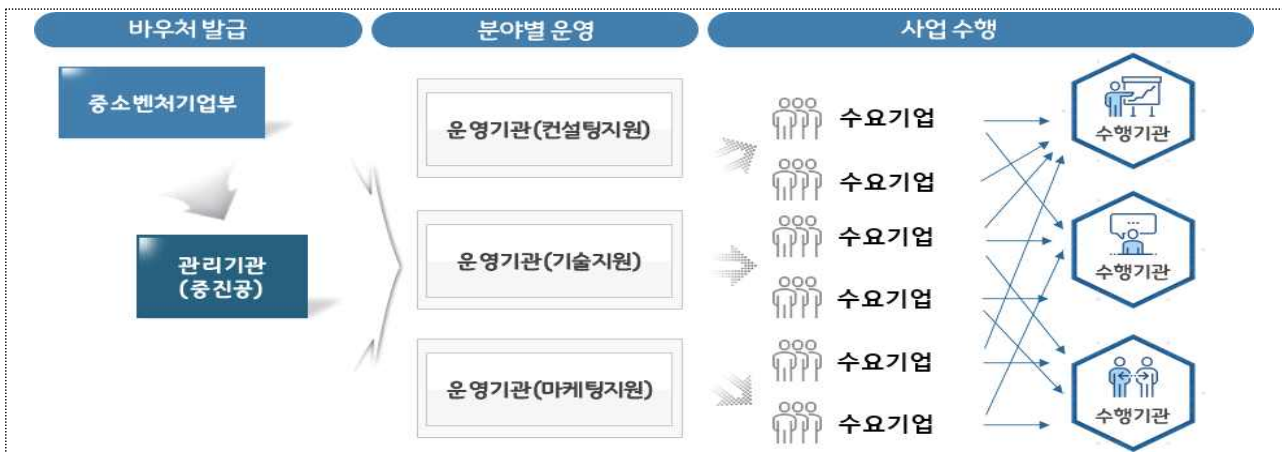 바우처 발급
분야별 운영
사업 수행
중소벤처기업부
관리기관
(중진공)
운영기관(컨설팅지원)
운영기관(기술지원)
운영기관(마케팅지원)
수요기업
수요기업
수요기업
수요기업
수요기업
수요기업
수행기관
수행기관
수행기관